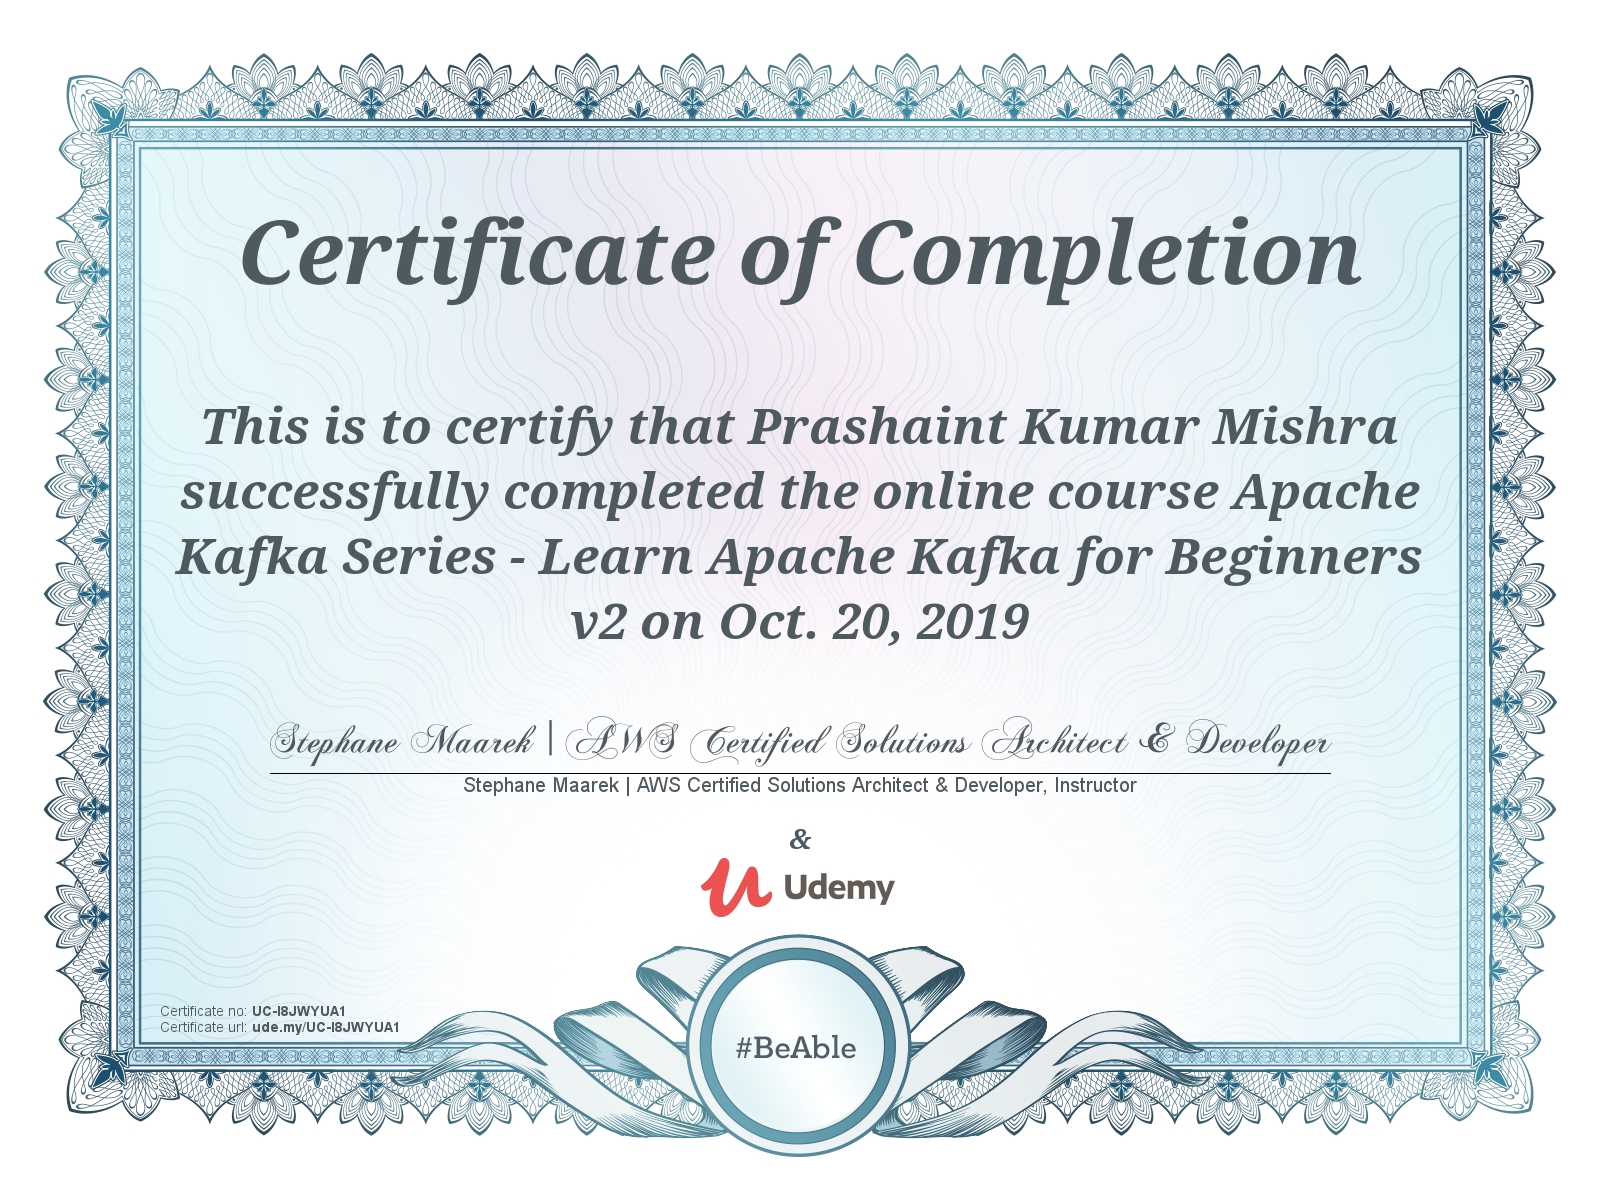 Certificate of Completion
This is to certify that Prashaint Kumar Mishra
successfully completed the online course Apache
Kafka Series - Learn Apache Kafka for Beginners
v2 on Oct. 20, 2019
Stephane Maarek | AWS Certified Solutions Architect & Developer
Stephane Maarek | AWS Certified Solutions Architect & Developer, Instructor
&
Udemy
Certificate no: UC-I8JWYUA1
Certificate url: ude.my/UC-I8JWYUA1
#BeAble